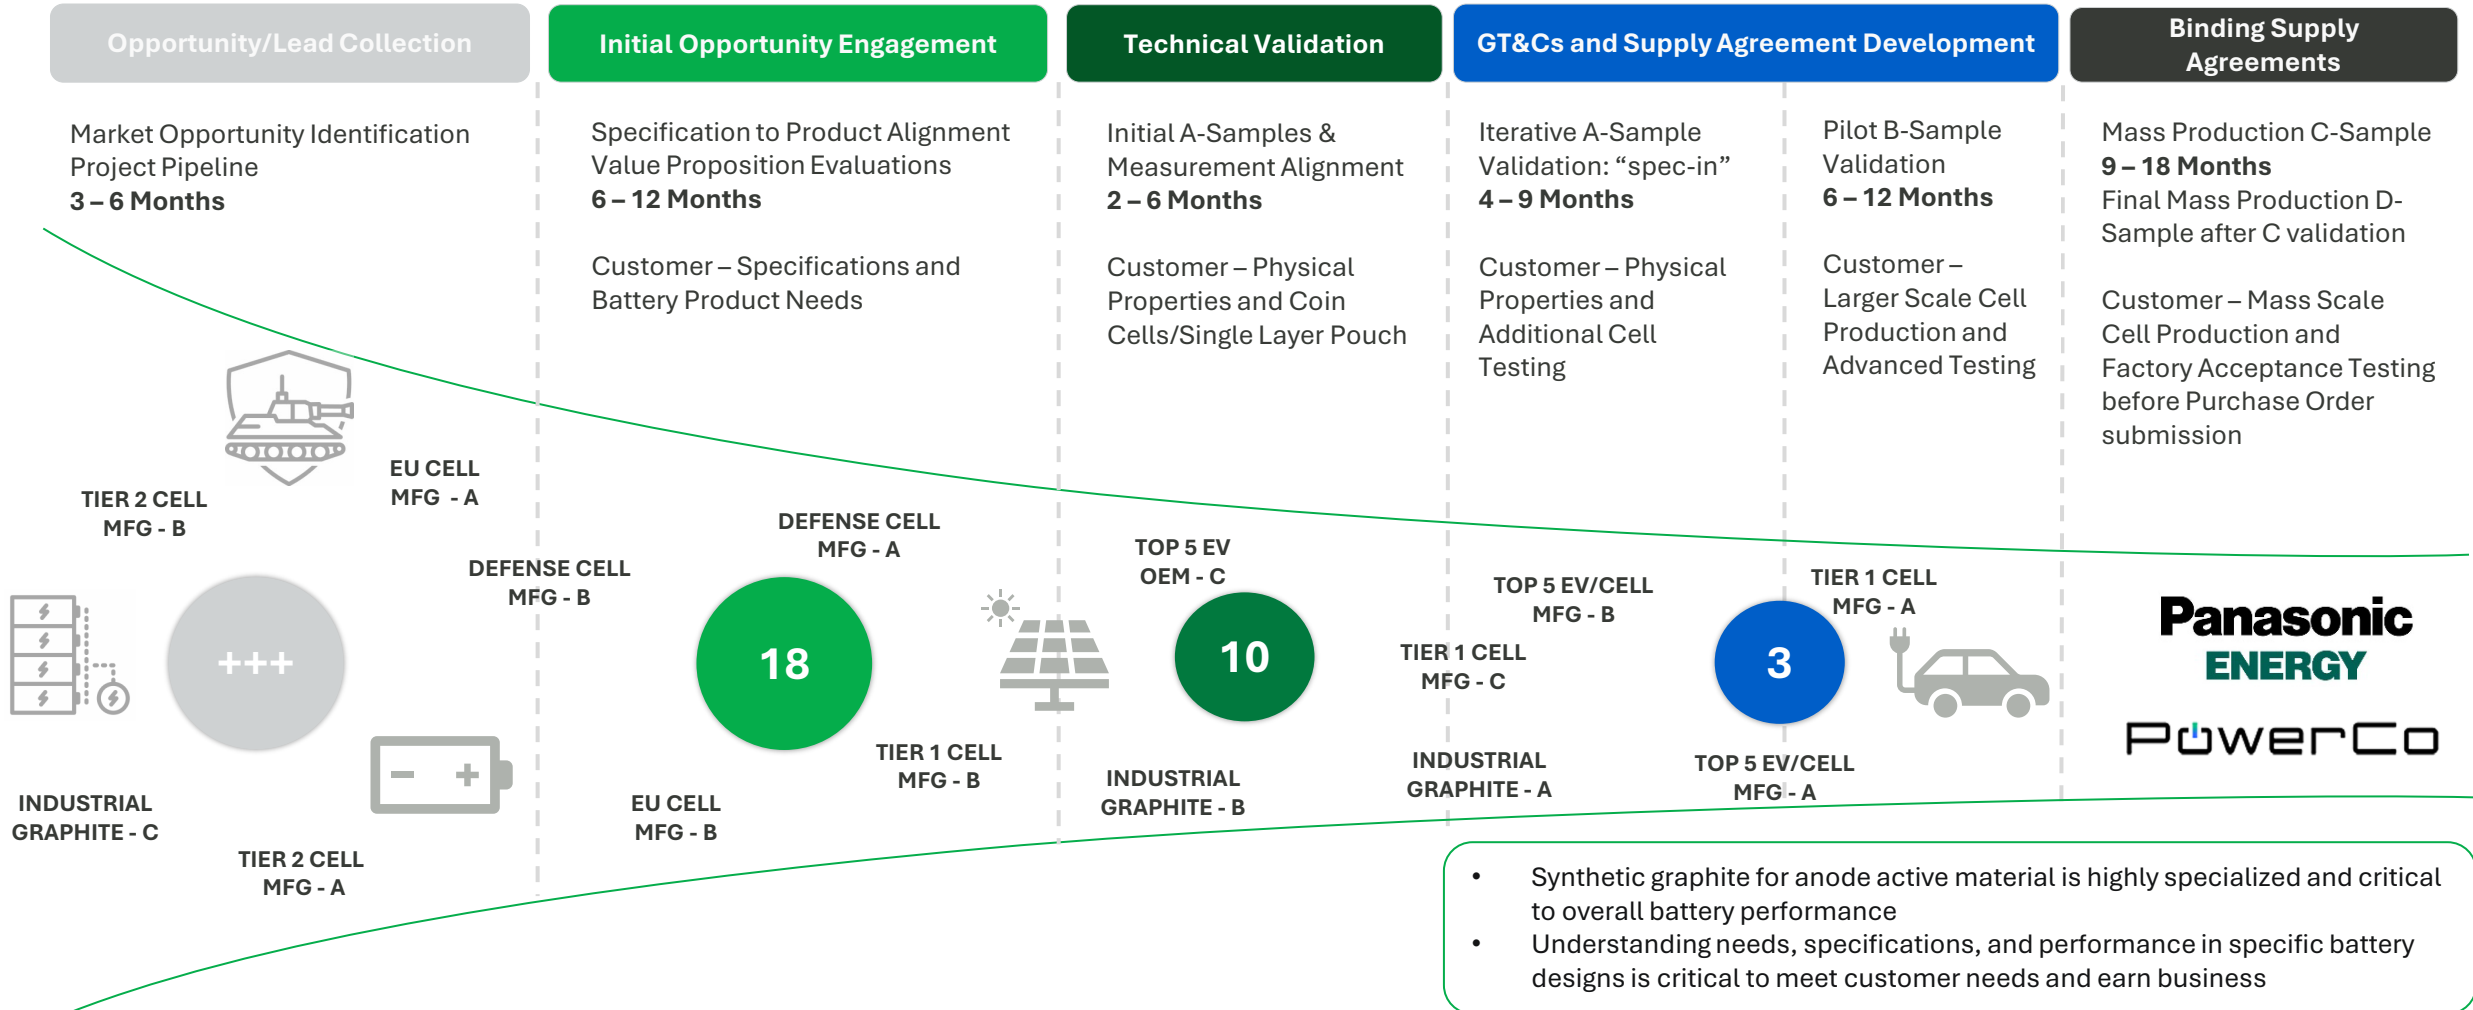 Opportunity/Lead Collection
Initial Opportunity Engagement
Technical Validation
GT&Cs and Supply Agreement Development
Binding Supply
Agreements
Market Opportunity Identification
Project Pipeline
3 – 6 Months
Specification to Product Alignment
Value Proposition Evaluations
6 – 12 Months
Customer – Specifications and
Battery Product Needs
Initial A-Samples &
Measurement Alignment
2 – 6 Months
Customer – Physical
Properties and Coin
Cells/Single Layer Pouch
Iterative A-Sample
Validation: “spec-in”
4 – 9 Months
Customer – Physical
Properties and
Additional Cell
Testing
Pilot B-Sample
Validation
6 – 12 Months
Customer –
Larger Scale Cell
Production and
Advanced Testing
Mass Production C-Sample
9 – 18 Months
Final Mass Production D-
Sample after C validation
Customer – Mass Scale
Cell Production and
Factory Acceptance Testing
before Purchase Order
submission
EU CELL
MFG - A
TIER 2 CELL
MFG - B
DEFENSE CELL
MFG - B
+++
INDUSTRIAL
GRAPHITE - C
TIER 2 CELL
MFG - A
DEFENSE CELL
MFG - A
18
TIER 1 CELL
MFG - B
EU CELL
MFG - B
TOP 5 EV
OEM - C
10
INDUSTRIAL
GRAPHITE - B
TIER 1 CELL
MFG - C
INDUSTRIAL
GRAPHITE - A
TOP 5 EV/CELL
MFG - B
3
TIER 1 CELL
MFG - A
TOP 5 EV/CELL
MFG - A
Panasonic
ENERGY
PowerCo
• Synthetic graphite for anode active material is highly specialized and critical
to overall battery performance
• Understanding needs, specifications, and performance in specific battery
designs is critical to meet customer needs and earn business